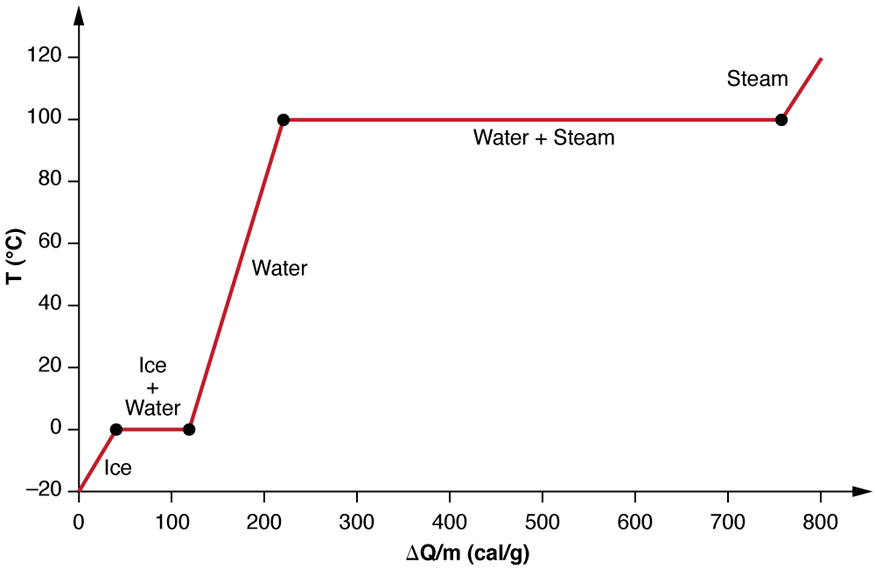 120
100
80
60
40
20
0
–20
T (°C)
Steam
Water + Steam
Water
Ice
+
Water
Ice
0 100 200 300 400 500 600 700 800
ΔQ/m (cal/g)